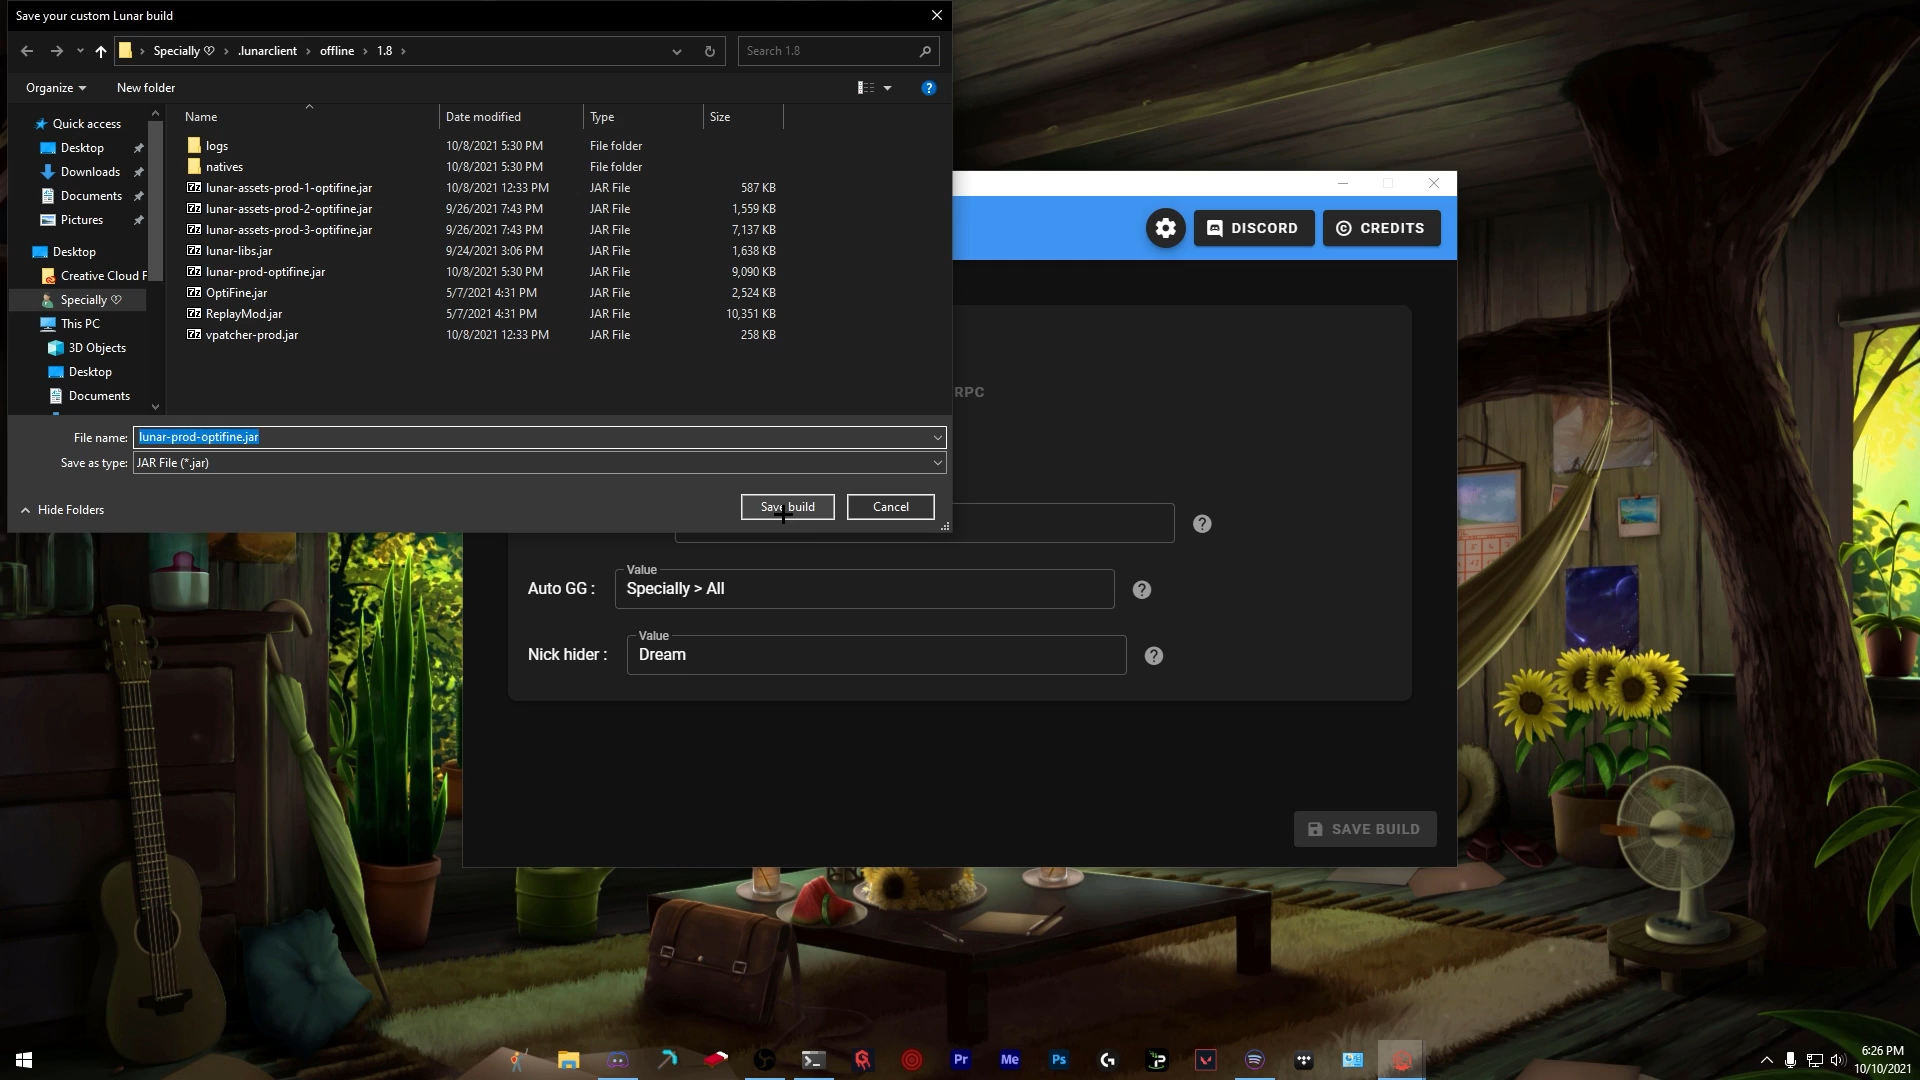 Save your custom Lunar build
Specially ♡ › .lunarclient › offline › 1.8 ›
Search 1.8
Organize
New folder
Name Date modified Type Size
Quick access
Desktop
Downloads
Documents
Pictures
Desktop
Creative Cloud F
Specially ♡
This PC
3D Objects
Desktop
Documents
logs 10/8/2021 5:30 PM File folder
natives 10/8/2021 5:30 PM File folder
lunar-assets-prod-1-optifine.jar 10/8/2021 12:33 PM JAR File 587 KB
lunar-assets-prod-2-optifine.jar 9/26/2021 7:43 PM JAR File 1,559 KB
lunar-assets-prod-3-optifine.jar 9/26/2021 7:43 PM JAR File 7,137 KB
lunar-libs.jar 9/24/2021 3:06 PM JAR File 1,638 KB
lunar-prod-optifine.jar 10/8/2021 5:30 PM JAR File 9,090 KB
OptiFine.jar 5/7/2021 4:31 PM JAR File 2,524 KB
ReplayMod.jar 5/7/2021 4:31 PM JAR File 10,351 KB
vpatcher-prod.jar 10/8/2021 12:33 PM JAR File 258 KB
File name: lunar-prod-optifine.jar
Save as type: JAR File (*.jar)
Hide Folders
Save build
Cancel
DISCORD
CREDITS
RPC
Value
Auto GG : Specially > All
Value
Nick hider : Dream
SAVE BUILD
Pr
Me
Ps
6:26 PM
10/10/2021